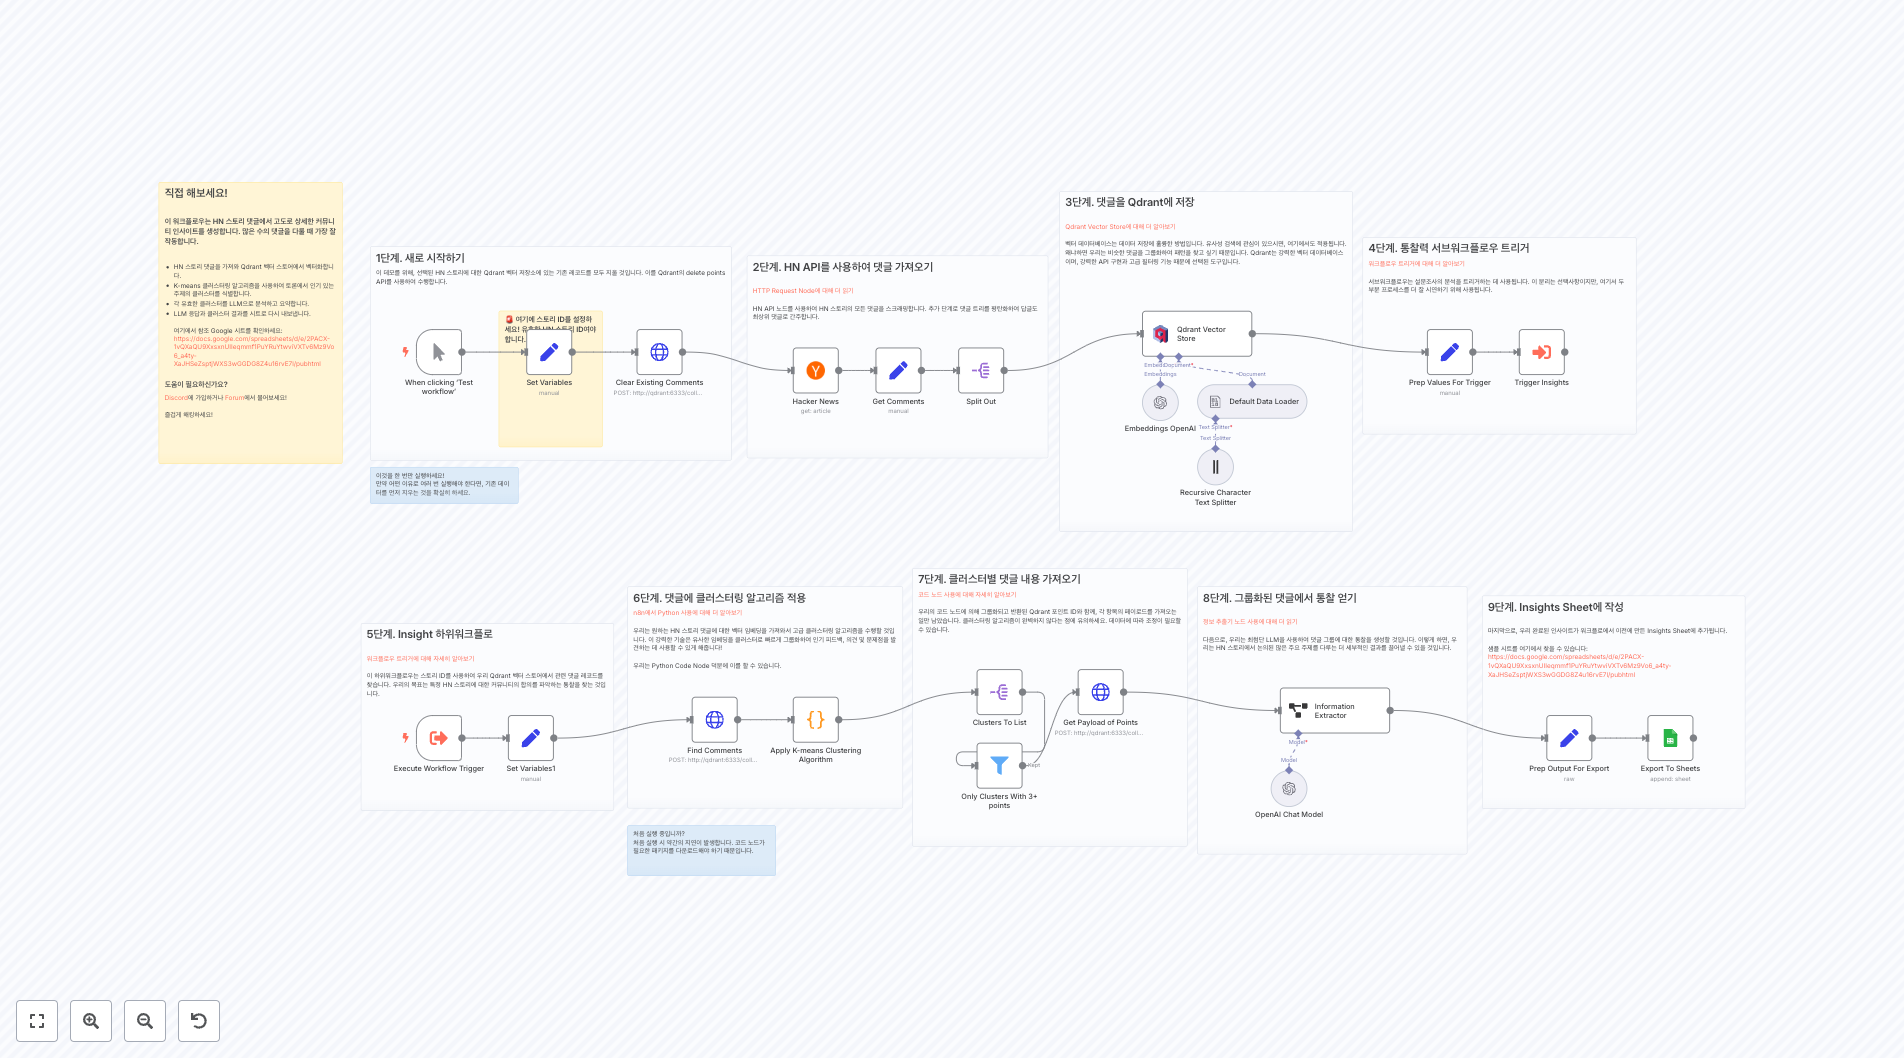 직접 해보세요!
이 워크플로우는 HN 스토리 댓글에서 고도로 상세한 커뮤니
티 인사이트를 생성합니다. 많은 수의 댓글을 다룰 때 가장 잘
작동합니다.
HN 스토리 댓글을 가져와 Qdrant 벡터 스토어에서 벡터화합니
다.
K-means 클러스터링 알고리즘을 사용하여 토론에서 인기 있는
주제의 클러스터를 식별합니다.
각 유효한 클러스터를 LLM으로 분석하고 요약합니다.
LLM 응답과 클러스터 결과를 시트로 다시 내보냅니다.
여기에서 참조 Google 시트를 확인하세요:
도움이 필요하신가요?
Discord에 가입하거나 Forum에서 물어보세요!
즐겁게 해킹하세요!
1단계. 새로 시작하기
이 데모를 위해, 선택된 HN 스토리에 대한 Qdrant 벡터 저장소에 있는 기존 레코드를 모두 지울 것입니다. 이를 Qdrant의 delete points
API를 사용하여 수행합니다.
🚨 여기에 스토리 ID를 설정하
세요! 유효한 HN 스토리 ID여야
합니다.
When clicking 'Test
workflow'
Set Variables
manual
Clear Existing Comments
POST: http://qdrant:6333/coll...
이것을 한 번만 실행하세요!
만약 어떤 이유로 여러 번 실행해야 한다면, 기존 데이
터를 먼저 지우는 것을 확실히 하세요.
2단계. HN API를 사용하여 댓글 가져오기
HTTP Request Node에 대해 더 읽기
HN API 노드를 사용하여 HN 스토리의 모든 댓글을 스크래핑합니다. 추가 단계로 댓글 트리를 평탄화하여 답글도
최상위 댓글로 간주합니다.
Hacker News
get: article
Get Comments
manual
Split Out
3단계. 댓글을 Qdrant에 저장
Qdrant Vector Store에 대해 더 알아보기
벡터 데이터베이스는 데이터 저장에 훌륭한 방법입니다. 유사성 검색에 관심이 있으시면, 여기에서도 적용됩니다.
왜냐하면 우리는 비슷한 댓글을 그룹화하여 패턴을 찾고 싶기 때문입니다. Qdrant는 강력한 벡터 데이터베이스
이며, 강력한 API 구현과 고급 필터링 기능 때문에 선택된 도구입니다.
Qdrant Vector
Store
Document*
Embeddings
Document
Embeddings OpenAI
Default Data Loader
Text Splitter*
Text Splitter
Recursive Character
Text Splitter
4단계. 통찰력 서브워크플로우 트리거
워크플로우 트리거에 대해 더 알아보기
서브워크플로우는 설문조사의 분석을 트리거하는 데 사용됩니다. 이 분리는 선택사항이지만, 여기서 두
부분 프로세스를 더 잘 시연하기 위해 사용됩니다.
Prep Values For Trigger
manual
Trigger Insights
5단계. Insight 하위워크플로
워크플로우 트리거에 대해 자세히 알아보기
이 하위워크플로우는 스토리 ID를 사용하여 우리 Qdrant 벡터 스토어에서 관련 댓글 레코드를
찾습니다. 우리의 목표는 특정 HN 스토리에 대한 커뮤니티의 합의를 파악하는 통찰을 찾는 것입
니다.
Execute Workflow Trigger
Set Variables1
manual
6단계. 댓글에 클러스터링 알고리즘 적용
n8n에서 Python 사용에 대해 더 알아보기
우리는 원하는 HN 스토리 댓글에 대한 벡터 임베딩을 가져와서 고급 클러스터링 알고리즘을 수행할 것입
니다. 이 강력한 기술은 유사한 임베딩을 클러스터로 빠르게 그룹화하여 인기 피드백, 의견 및 문제점을 발
견하는 데 사용할 수 있게 해줍니다!
우리는 Python Code Node 덕분에 이를 할 수 있습니다.
Find Comments
POST: http://qdrant:6333/coll...
Apply K-means Clustering
Algorithm
처음 실행 중입니까?
처음 실행 시 약간의 지연이 발생합니다. 코드 노드가
필요한 패키지를 다운로드해야 하기 때문입니다.
7단계. 클러스터별 댓글 내용 가져오기
코드 노드 사용에 대해 자세히 알아보기
우리의 코드 노드에 의해 그룹화되고 반환된 Qdrant 포인트 ID와 함께, 각 항목의 페이로드를 가져오는
일만 남았습니다. 클러스터링 알고리즘이 완벽하지 않다는 점에 유의하세요. 데이터에 따라 조정이 필요할
수 있습니다.
Clusters To List
Get Payload of Points
POST: http://qdrant:6333/coll...
Kept
Only Clusters With 3+
points
8단계. 그룹화된 댓글에서 통찰 얻기
정보 추출기 노드 사용에 대해 더 읽기
다음으로, 우리는 최첨단 LLM을 사용하여 댓글 그룹에 대한 통찰을 생성할 것입니다. 이렇게 하면, 우
리는 HN 스토리에서 논의된 많은 주요 주제를 다루는 더 세부적인 결과를 끌어낼 수 있을 것입니다.
Information
Extractor
Model*
Model
OpenAI Chat Model
9단계. Insights Sheet에 작성
마지막으로, 우리 완료된 인사이트가 워크플로에서 이전에 만든 Insights Sheet에 추가됩니다.
샘플 시트를 여기에서 찾을 수 있습니다:
Prep Output For Export
raw
Export To Sheets
append: sheet